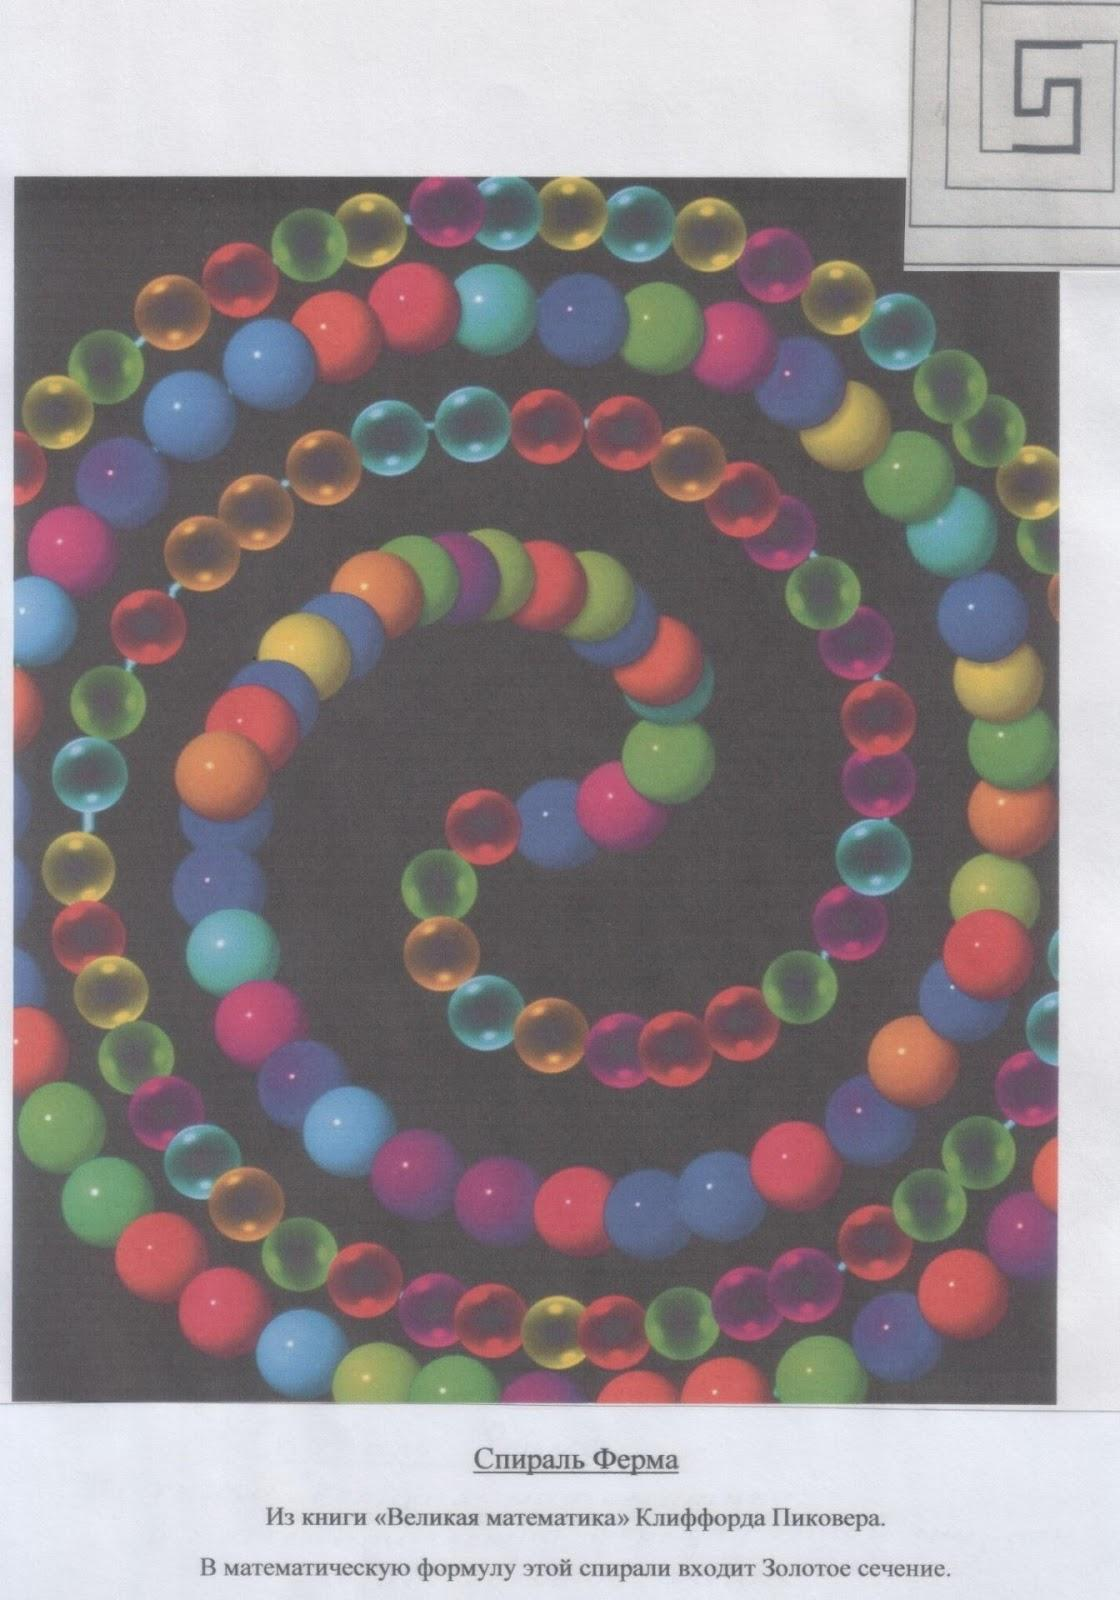 Спираль Ферма
Из книги «Великая математика» Клиффорда Пиковера.
В математическую формулу этой спирали входит Золотое сечение.